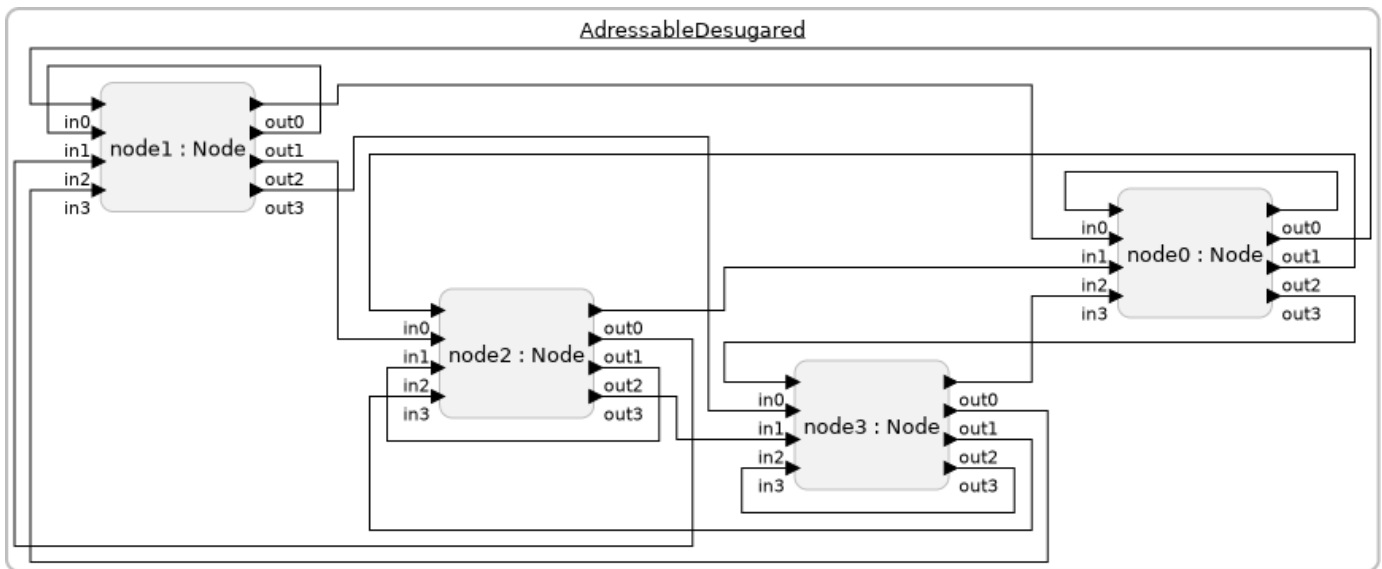 AdressableDesugared
in0
out0
in1
node1 : Node
out1
in2
out2
in3
out3
in0
out0
in1
node0 : Node
out1
in2
out2
in3
out3
in0
out0
in1
node2 : Node
out1
in2
out2
in3
out3
in0
out0
in1
node3 : Node
out1
in2
out2
in3
out3